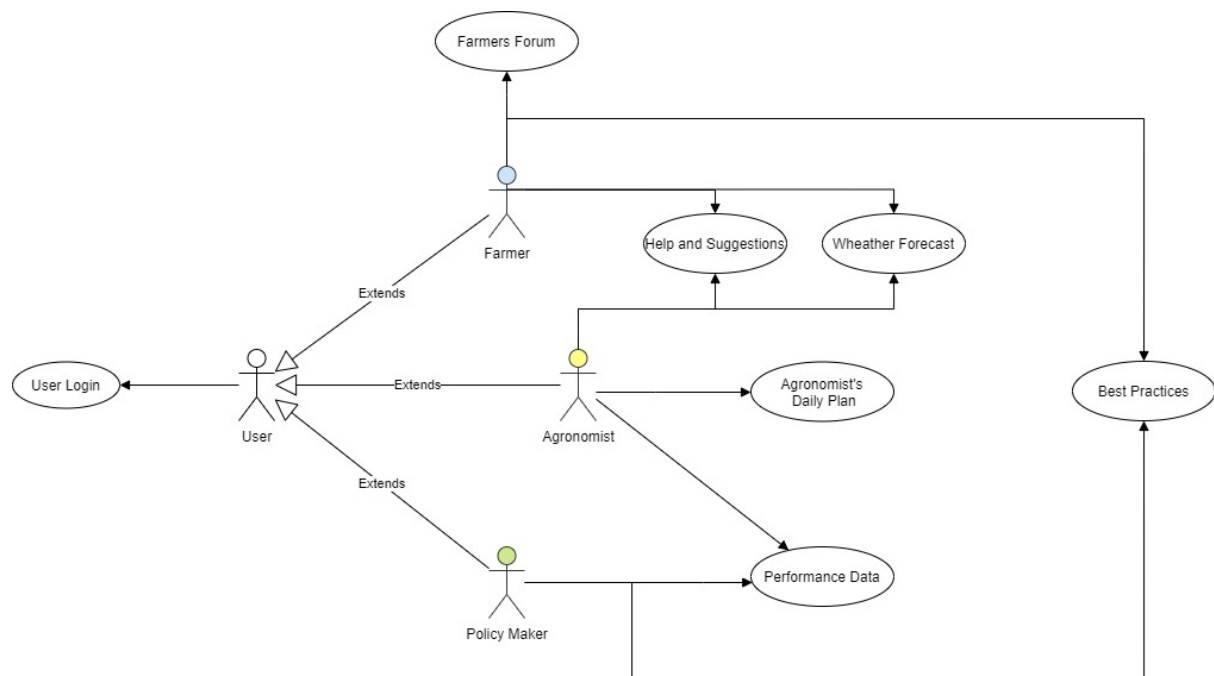 Farmers Forum
Farmer
Help and Suggestions
Wheather Forecast
Extends
User Login
User
Extends
Agronomist
Agronomist's
Daily Plan
Best Practices
Extends
Policy Maker
Performance Data